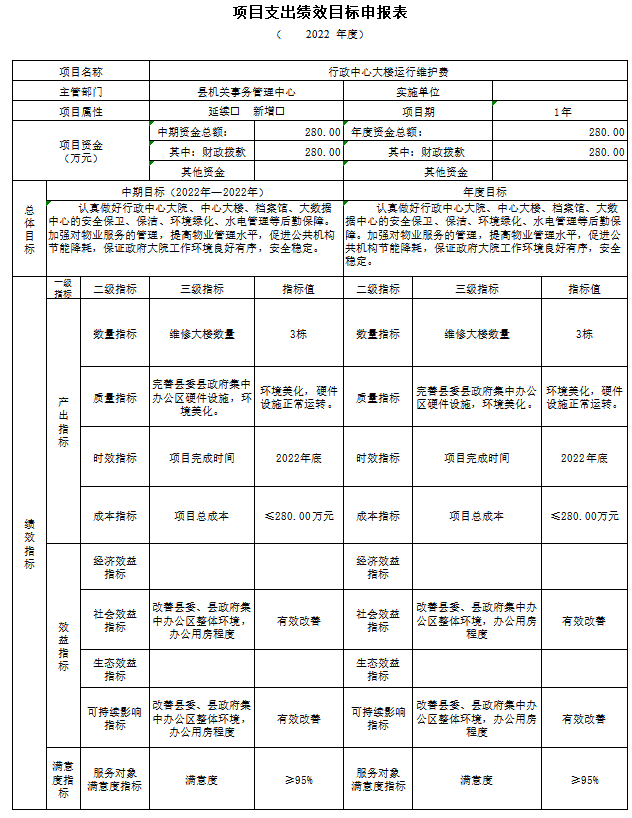 项目支出绩效目标申报表
（ 2022 年度）
项目名称 行政中心大楼运行维护费
主管部门 县机关事务管理中心 实施单位
项目属性 延续□ 新增□ 项目期 1年
项目资金
（万元）
中期资金总额： 280.00 年度资金总额： 280.00
其中：财政拨款 280.00 其中：财政拨款 280.00
其他资金 其他资金
总体目标
中期目标（2022年—2022年） 年度目标
认真做好行政中心大院、中心大楼、档案馆、大数据
中心的安全保卫、保洁、环境绿化、水电管理等后勤保障。
加强对物业服务的管理，提高物业管理水平，促进公共机构
节能降耗，保证政府大院工作环境良好有序，安全稳定。
认真做好行政中心大院、中心大楼、档案馆、大数
据中心的安全保卫、保洁、环境绿化、水电管理等后勤保
障。加强对物业服务的管理，提高物业管理水平，促进公
共机构节能降耗，保证政府大院工作环境良好有序，安全
稳定。
绩效指标
一级
指标
二级指标 三级指标 指标值 二级指标 三级指标 指标值
产出指标
数量指标 维修大楼数量 3栋 数量指标 维修大楼数量 3栋
质量指标
完善县委县政府集中
办公区硬件设施，环
境美化。
环境美化，硬件
设施正常运转。
质量指标
完善县委县政府集中办公
区硬件设施，环境美化。
环境美化，硬件
设施正常运转。
时效指标 项目完成时间 2022年底 时效指标 项目完成时间 2022年底
成本指标 项目总成本 ≤280.00万元 成本指标 项目总成本 ≤280.00万元
效益指标
经济效益
指标
经济效益
指标
社会效益
指标
改善县委、县政府集
中办公区整体环境，
办公用房程度
有效改善
社会效益
指标
改善县委、县政府集中办
公区整体环境，办公用房
程度
有效改善
生态效益
指标
生态效益
指标
可持续影响
指标
改善县委、县政府集
中办公区整体环境，
办公用房程度
有效改善
可持续影响
指标
改善县委、县政府集中办
公区整体环境，办公用房
程度
有效改善
满意
度指
标
服务对象
满意度指标
满意度 ≥95%
服务对象
满意度指标
满意度 ≥95%